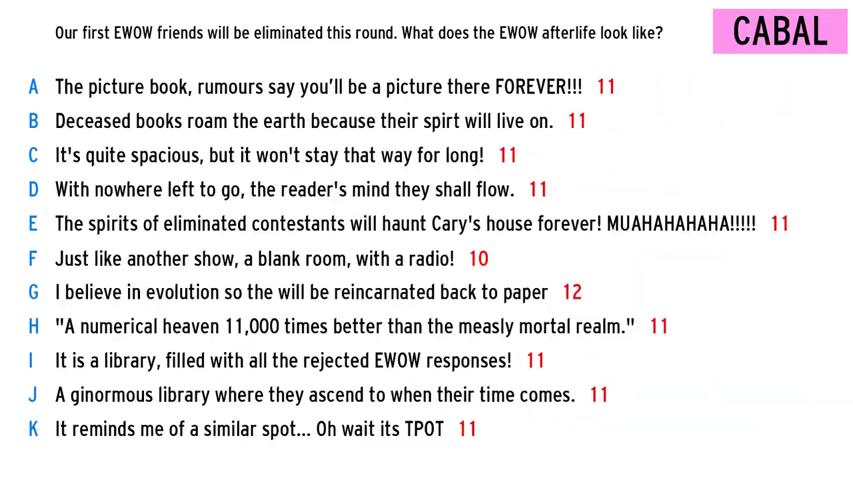 Our first EWOW friends will be eliminated this round. What does the EWOW afterlife look like?
CABAL
A The picture book, rumours say you'll be a picture there FOREVER!!! 11
B Deceased books roam the earth because their spirt will live on. 11
C It's quite spacious, but it won't stay that way for long! 11
D With nowhere left to go, the reader's mind they shall flow. 11
E The spirits of eliminated contestants will haunt Cary's house forever! MUAHAHAHAHA!!!!! 11
F Just like another show, a blank room, with a radio! 10
G I believe in evolution so the will be reincarnated back to paper 12
H "A numerical heaven 11,000 times better than the measly mortal realm." 11
I It is a library, filled with all the rejected EWOW responses! 11
J A ginormous library where they ascend to when their time comes. 11
K It reminds me of a similar spot... Oh wait its TPOT 11